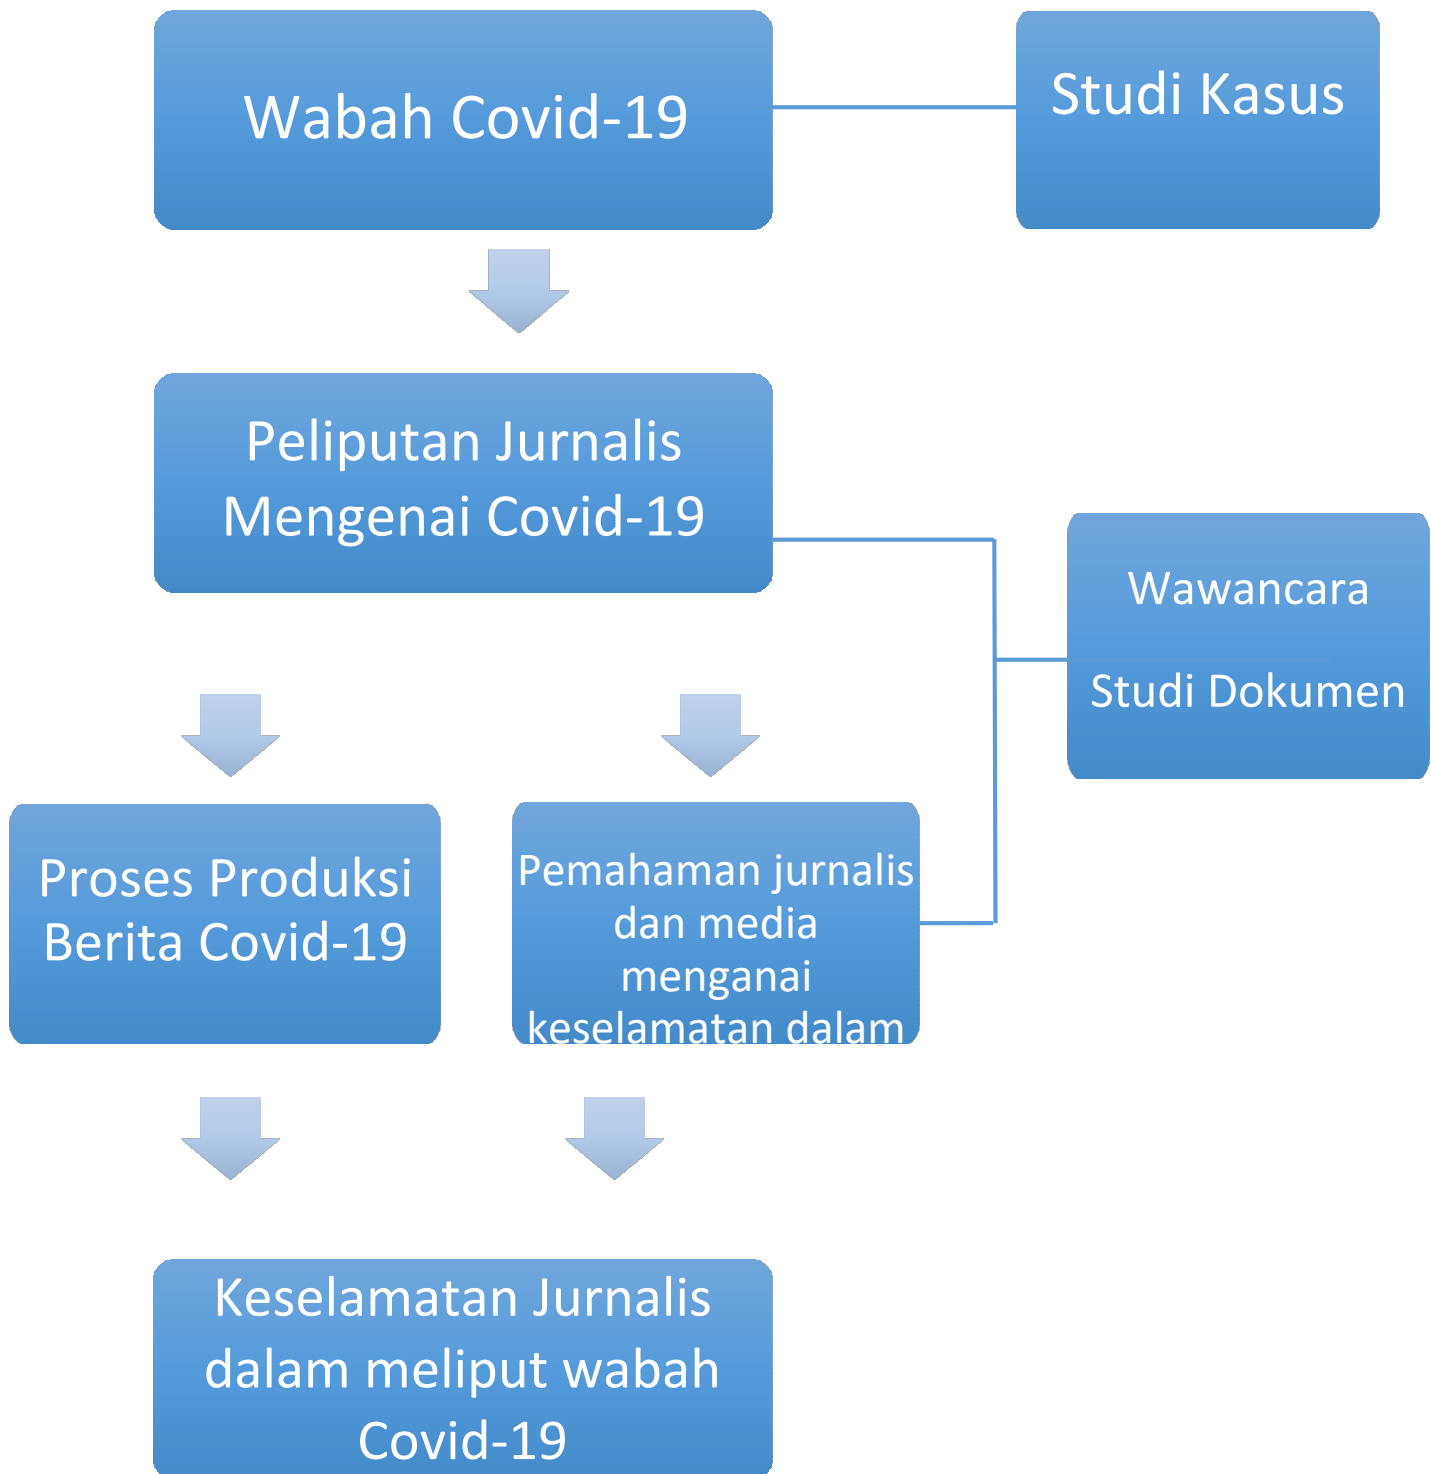 Wabah Covid-19
Studi Kasus
Peliputan Jurnalis
Mengenai Covid-19
Wawancara
Studi Dokumen
Proses Produksi
Berita Covid-19
Pemahaman jurnalis
dan media
menganai
keselamatan dalam
Keselamatan Jurnalis
dalam meliput wabah
Covid-19